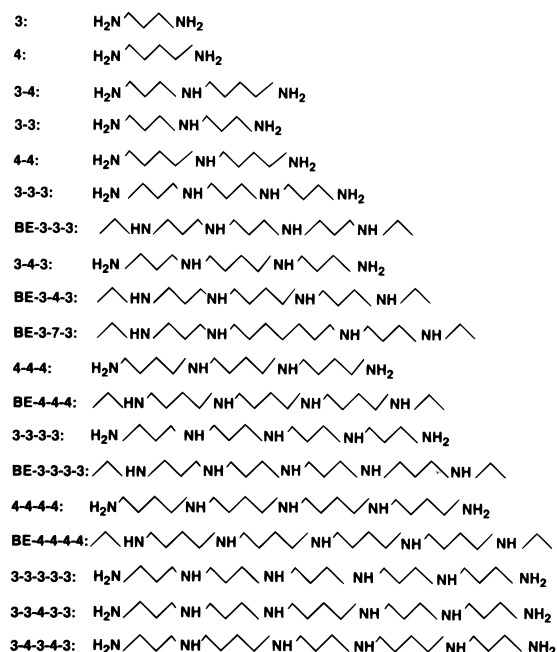 3: H₂N NH₂
4: H₂N NH₂
3-4: H₂N NH NH₂
3-3: H₂N NH NH₂
4-4: H₂N NH NH₂
3-3-3: H₂N NH NH NH₂
BE-3-3-3: HN NH NH NH
3-4-3: H₂N NH NH NH₂
BE-3-4-3: HN NH NH NH
BE-3-7-3: HN NH NH NH
4-4-4: H₂N NH NH NH₂
BE-4-4-4: HN NH NH NH
3-3-3-3: H₂N NH NH NH NH₂
BE-3-3-3-3: HN NH NH NH NH
4-4-4-4: H₂N NH NH NH NH₂
BE-4-4-4-4: HN NH NH NH NH
3-3-3-3-3: H₂N NH NH NH NH NH₂
3-3-4-3-3: H₂N NH NH NH NH NH₂
3-4-3-4-3: H₂N NH NH NH NH NH₂